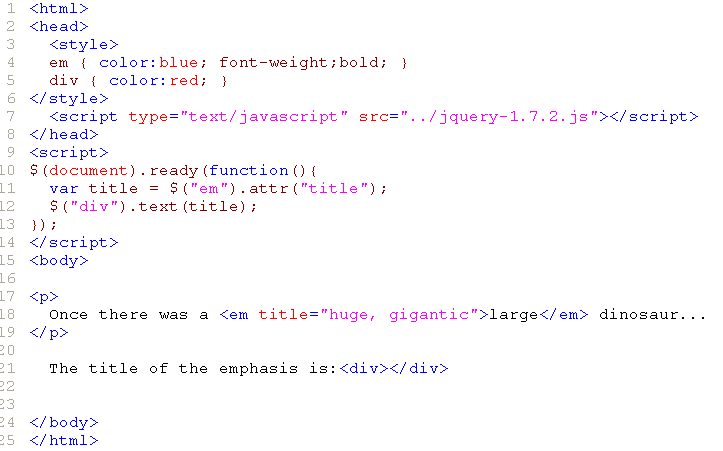 1 <html>
2 <head>
3   <style>
4   em { color:blue; font-weight;bold; }
5   div { color:red; }
6 </style>
7   <script type="text/javascript" src="../jquery-1.7.2.js"></script>
8 </head>
9 <script>
10 $(document).ready(function(){
11   var title = $("em").attr("title");
12   $("div").text(title);
13 });
14 </script>
15 <body>
16
17 <p>
18   Once there was a <em title="huge, gigantic">large</em> dinosaur...
19 </p>
20
21   The title of the emphasis is:<div></div>
22
23
24 </body>
25 </html>